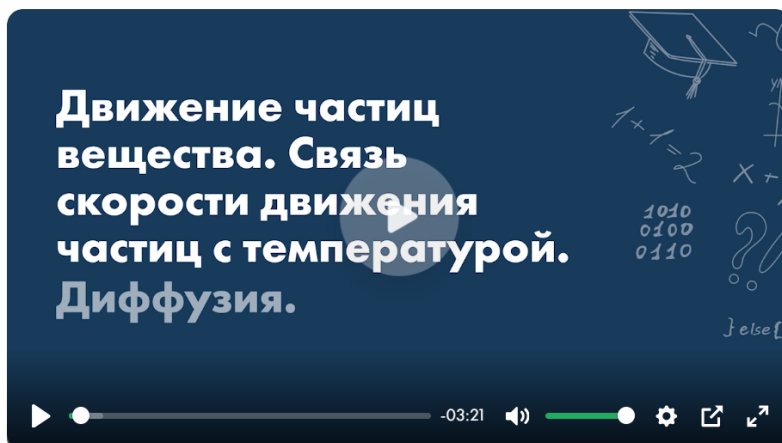 Движение частиц
вещества. Связь
скорости движения
частиц с температурой.
Диффузия.
1+1=2
X +
1010
0100
0110
} else {
-03:21